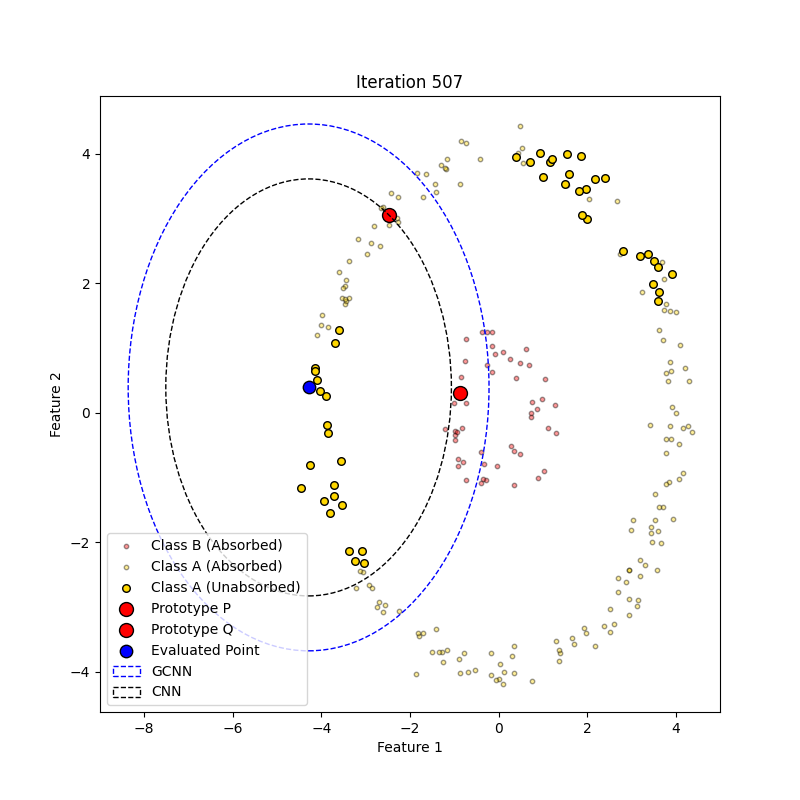 Iteration 507
4
2
0
−2
−4
Feature 2
Class B (Absorbed)
Class A (Absorbed)
Class A (Unabsorbed)
Prototype P
Prototype Q
Evaluated Point
GCNN
CNN
−8 −6 −4 −2 0 2 4
Feature 1